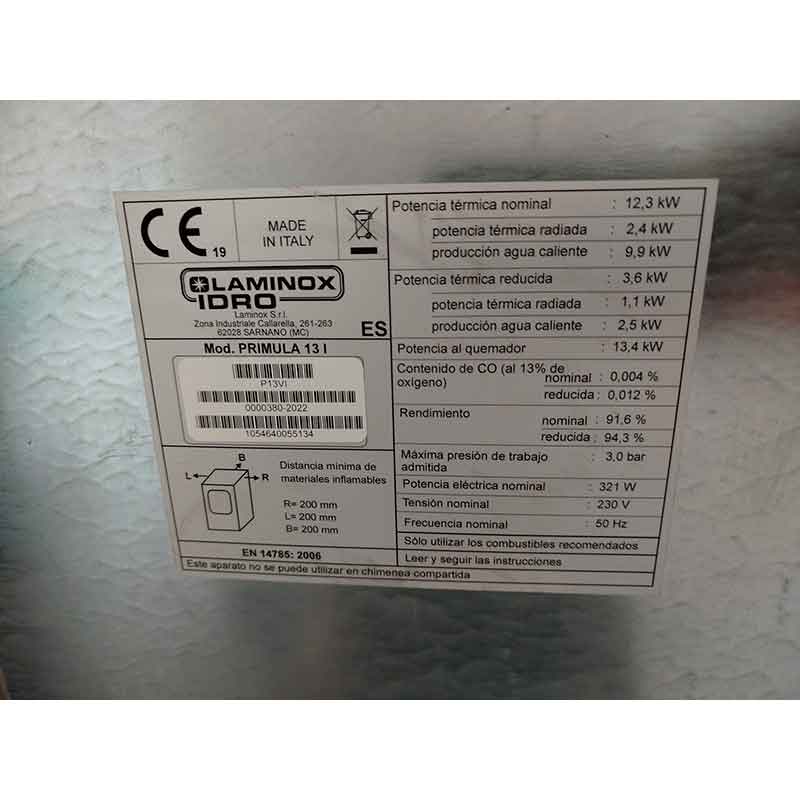 CE 19
MADE
IN ITALY
LAMINOX
IDRO
Laminox S.r.l.
Zona Industriale Callarella, 261-263
62028 SARNANO (MC)
ES
Mod. PRIMULA 13 I
P13VI
0000380-2022
1054640055134
B
L
R
Distancia mínima de
materiales inflamables
R= 200 mm
L= 200 mm
B= 200 mm
EN 14785: 2006
Este aparato no se puede utilizar en chimenea compartida
Potencia térmica nominal : 12,3 kW
potencia térmica radiada : 2,4 kW
producción agua caliente : 9,9 kW
Potencia térmica reducida : 3,6 kW
potencia térmica radiada : 1,1 kW
producción agua caliente : 2,5 kW
Potencia al quemador : 13,4 kW
Contenido de CO (al 13% de
oxígeno) nominal : 0,004 %
reducida : 0,012 %
Rendimiento
nominal : 91,6 %
reducida : 94,3 %
Máxima presión de trabajo : 3,0 bar
admitida
Potencia eléctrica nominal : 321 W
Tensión nominal : 230 V
Frecuencia nominal : 50 Hz
Sólo utilizar los combustibles recomendados
Leer y seguir las instrucciones